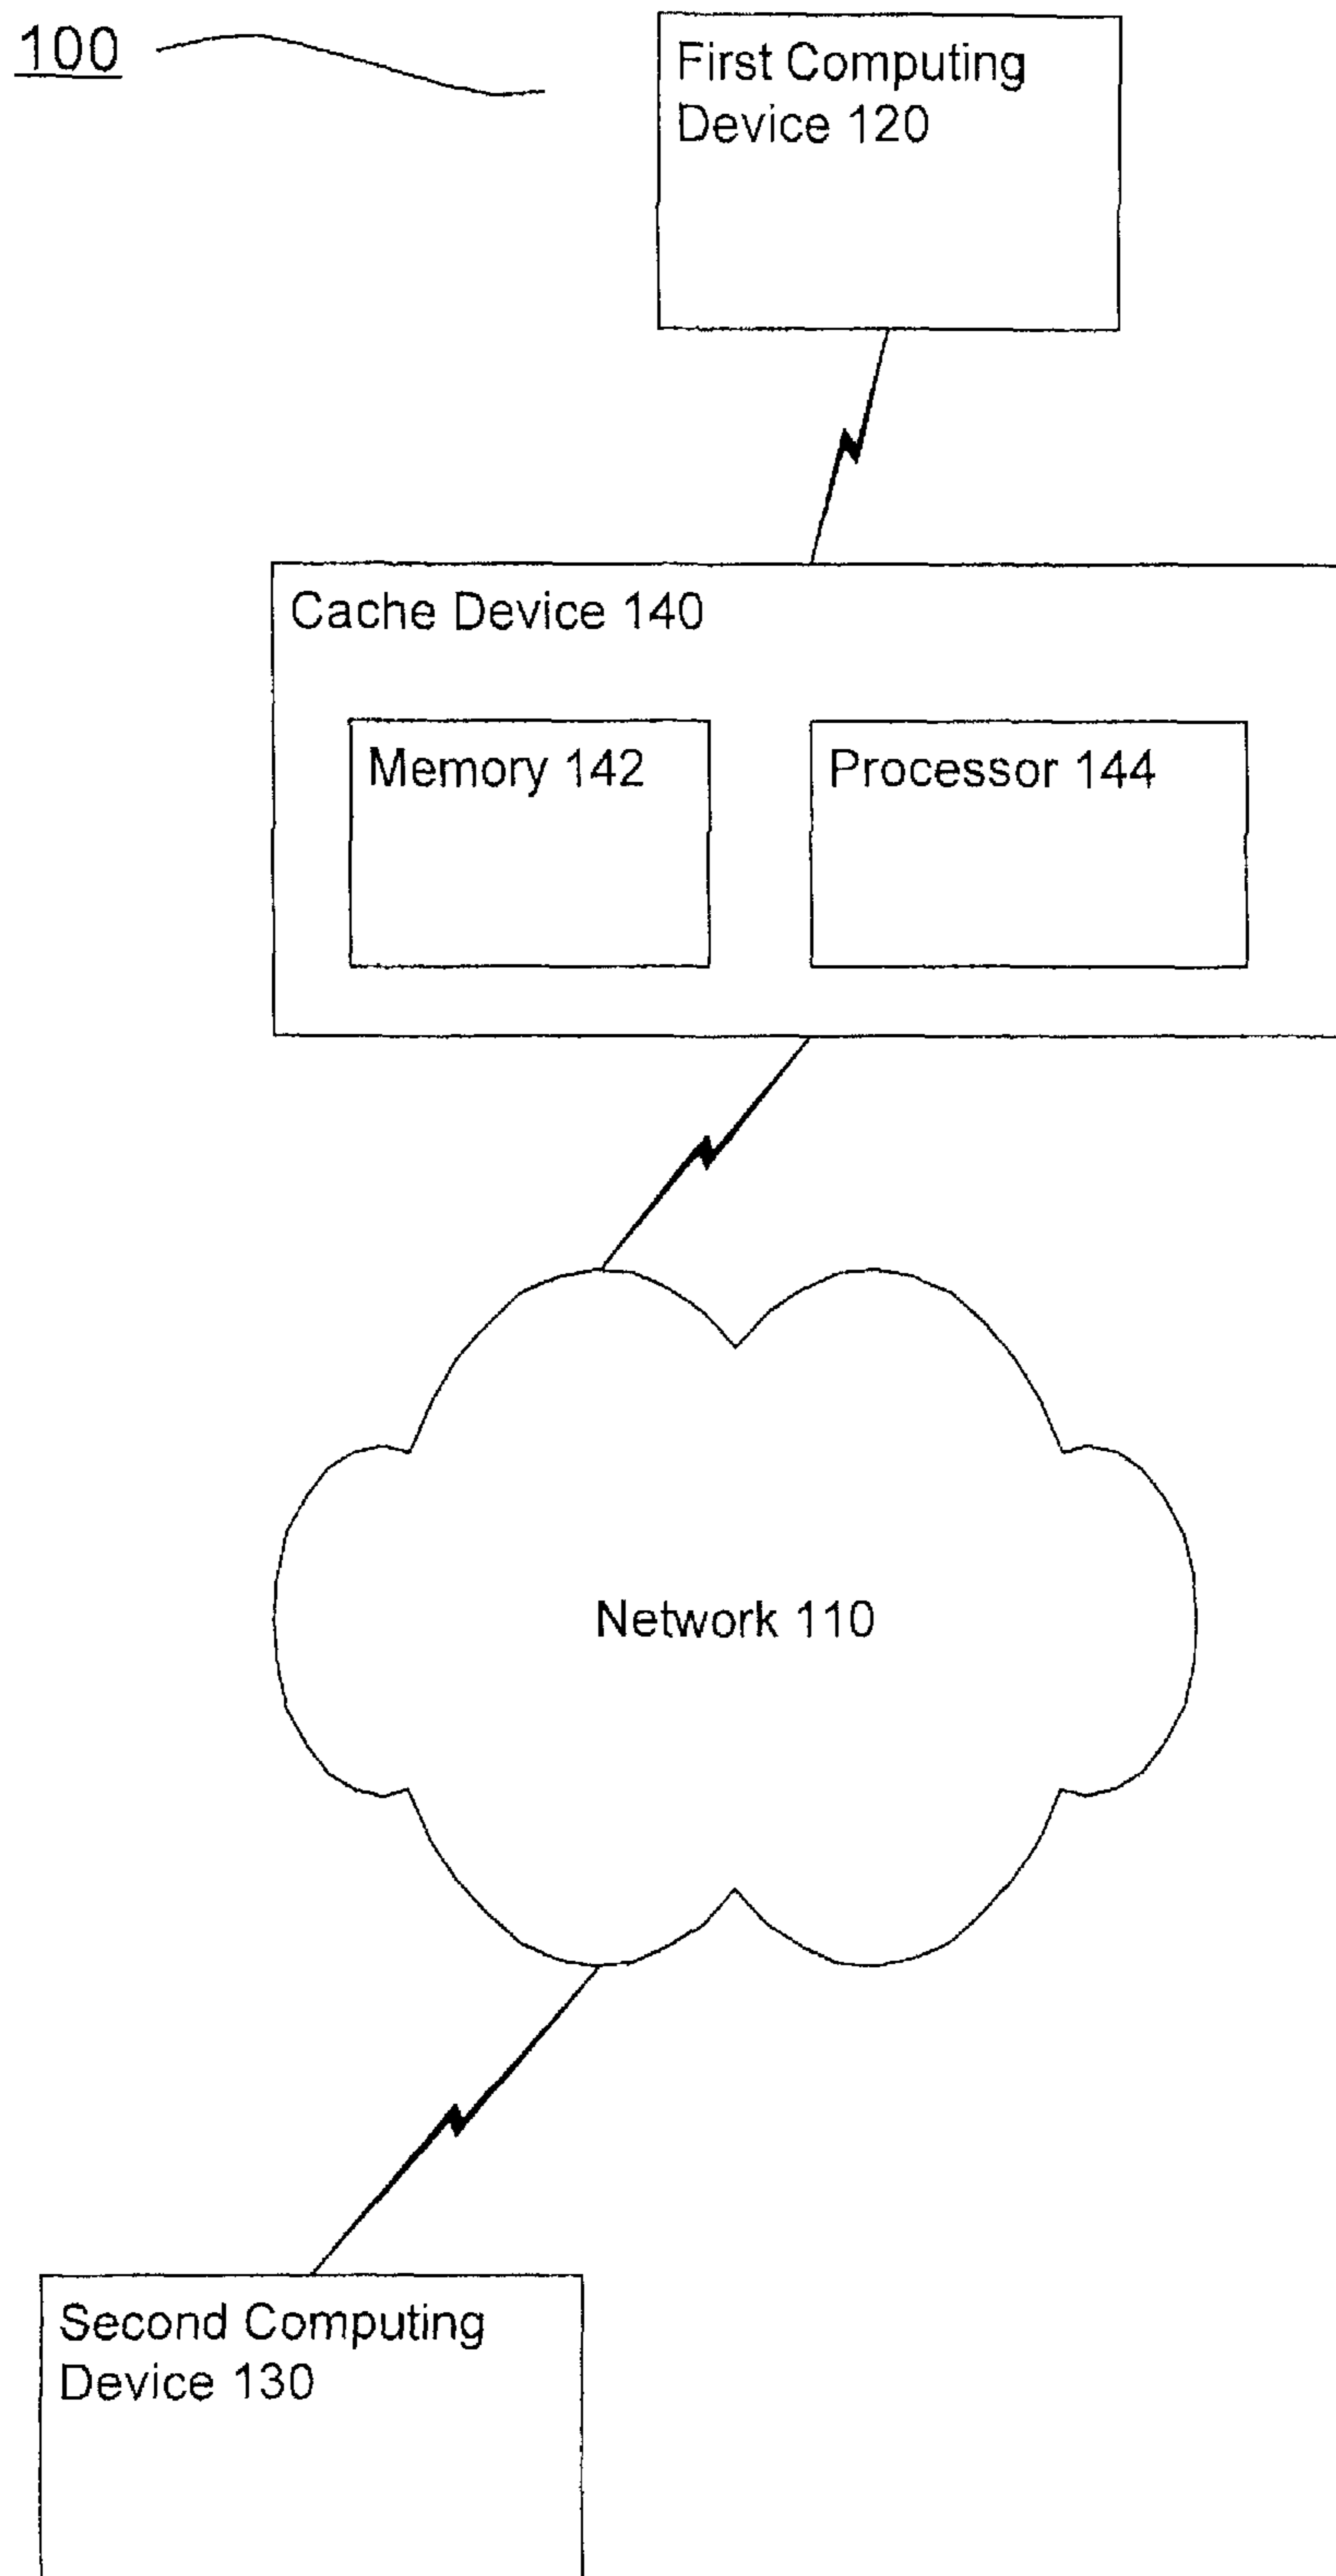 100
First Computing
Device 120
Cache Device 140
Memory 142
Processor 144
Network 110
Second Computing
Device 130